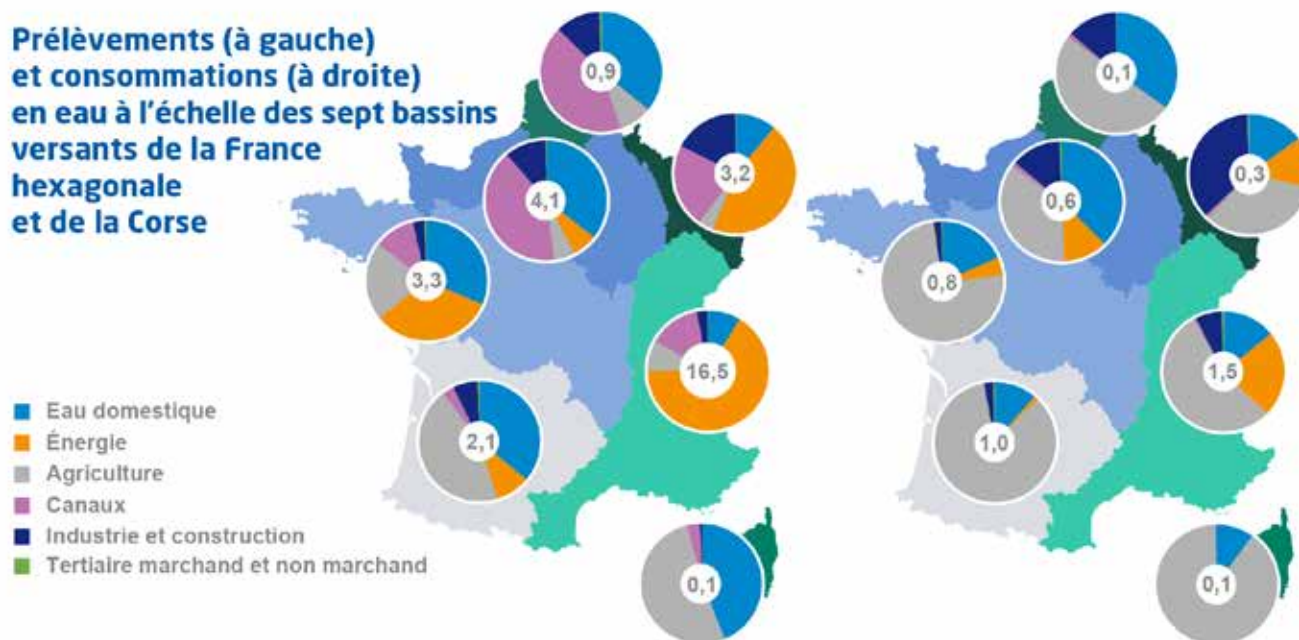 Prélèvements (à gauche)
et consommations (à droite)
en eau à l'échelle des sept bassins
versants de la France
hexagonale
et de la Corse
0,9
4,1
3,2
3,3
16,5
2,1
0,1
0,1
0,6
0,3
0,8
1,5
1,0
0,1
Eau domestique
Énergie
Agriculture
Canaux
Industrie et construction
Tertiaire marchand et non marchand